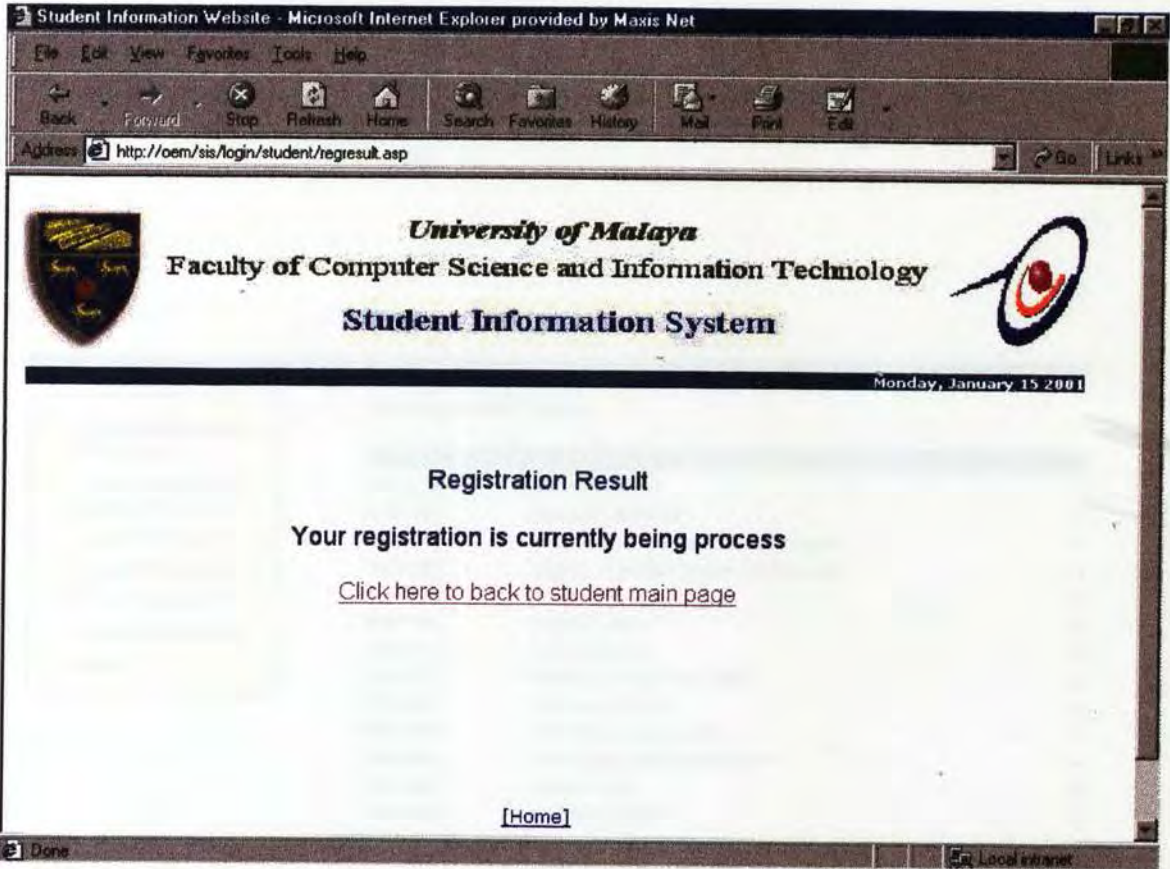 Student Information Website - Microsoft Internet Explorer provided by Maxis Net
File Edit View Favorites Tools Help
Back Forward Stop Refresh Home Search Favorites History Mail Print Edit
Address http://oem/sis/login/student/regresult.asp Go Links »
University of Malaya
Faculty of Computer Science and Information Technology
Student Information System
Monday, January 15 2001
Registration Result
Your registration is currently being process
Click here to back to student main page
[Home]
Done Local intranet